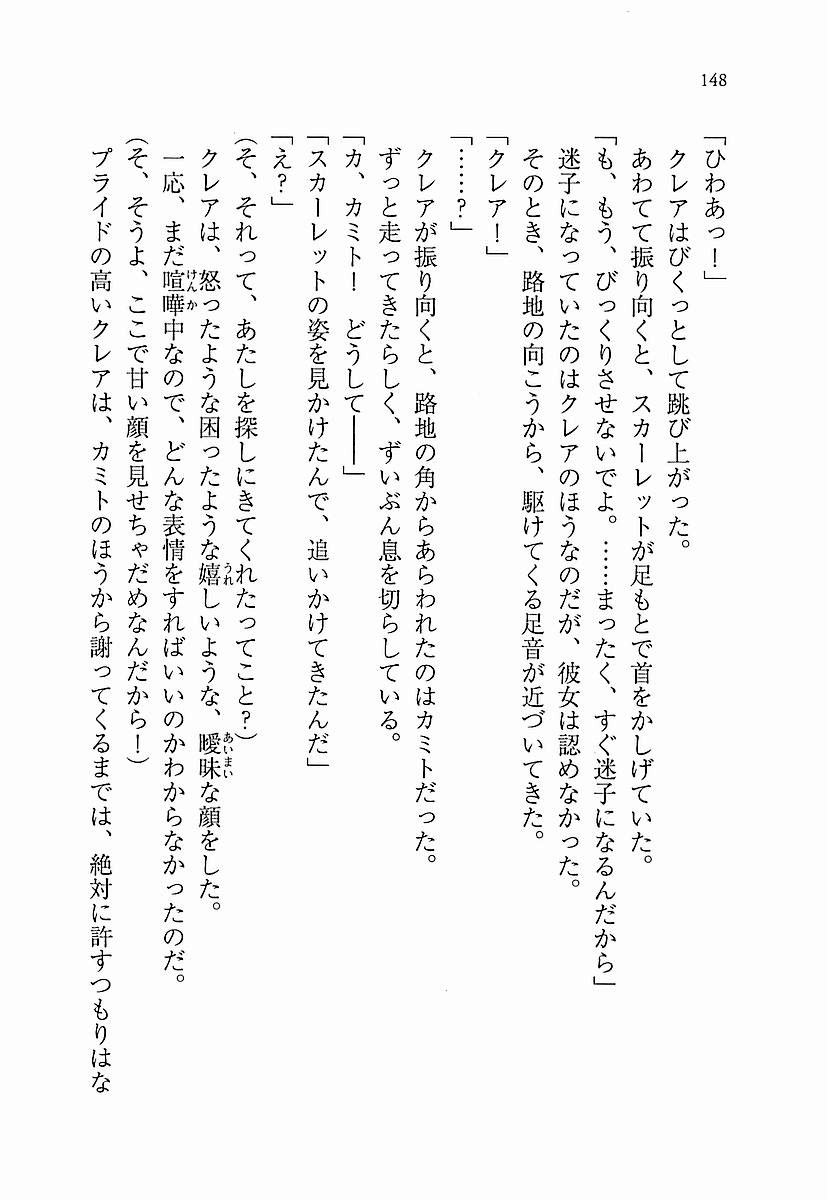 148
「ひわあっ！」
クレアはびくっとして跳び上がった。
あわてて振り向くと、スカーレットが足もとで首をかしげていた。
「も、もう、びっくりさせないでよ。……まったく、すぐ迷子になるんだから」
迷子になっていたのはクレアのほうなのだが、彼女は認めなかった。
そのとき、路地の向こうから、駆けてくる足音が近づいてきた。
「クレア！」
「……？」
クレアが振り向くと、路地の角からあらわれたのはカミトだった。
ずっと走ってきたらしく、ずいぶん息を切らしている。
「カ、カミト！　どうして――」
「スカーレットの姿を見かけたんで、追いかけてきたんだ」
「え？」
（そ、それって、あたしを探しにきてくれたってこと？）
クレアは、怒ったような困ったような嬉うれしいような、曖昧あいまいな顔をした。
一応、まだ喧嘩けんか中なので、どんな表情をすればいいのかわからなかったのだ。
（そ、そうよ、ここで甘い顔を見せちゃだめなんだから！）
プライドの高いクレアは、カミトのほうから謝ってくるまでは、絶対に許すつもりはな